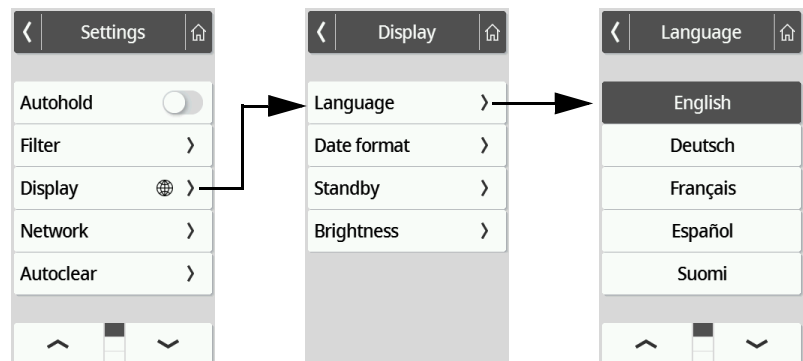 Settings
Autohold
Filter
Display
Network
Autoclear
Display
Language
Date format
Standby
Brightness
Language
English
Deutsch
Français
Español
Suomi